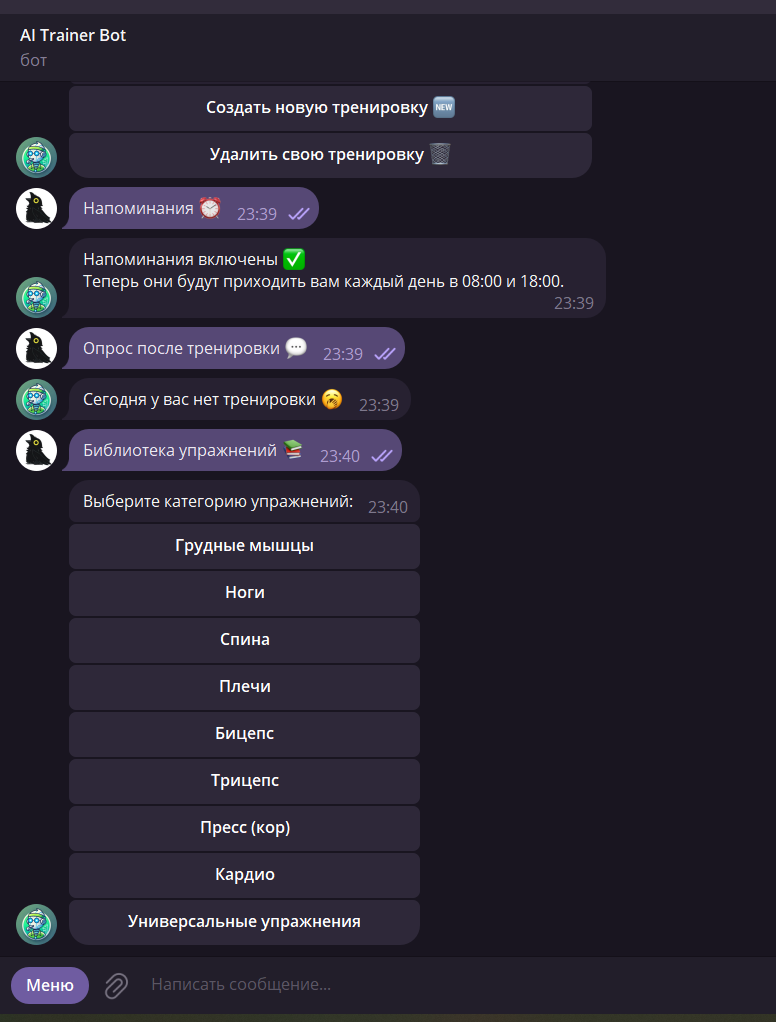 AI Trainer Bot
бот
Создать новую тренировку 🆕
Удалить свою тренировку 🗑️
Напоминания ⏰ 23:39
Напоминания включены ✅
Теперь они будут приходить вам каждый день в 08:00 и 18:00.
23:39
Опрос после тренировки 💬 23:39
Сегодня у вас нет тренировки 🥱 23:39
Библиотека упражнений 📚 23:40
Выберите категорию упражнений: 23:40
Грудные мышцы
Ноги
Спина
Плечи
Бицепс
Трицепс
Пресс (кор)
Кардио
Универсальные упражнения
Меню
Написать сообщение...